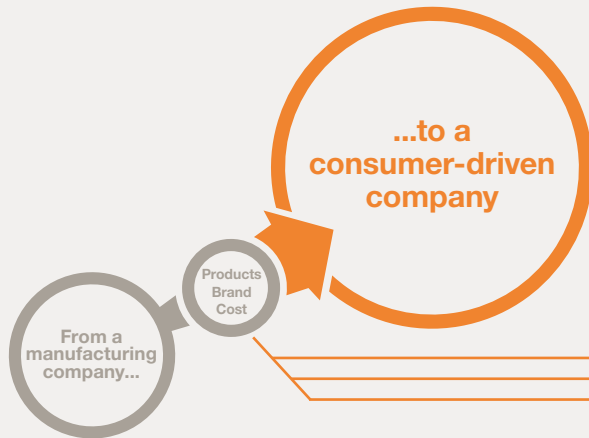 From a
manufacturing
company...
Products
Brand
Cost
...to a
consumer-driven
company